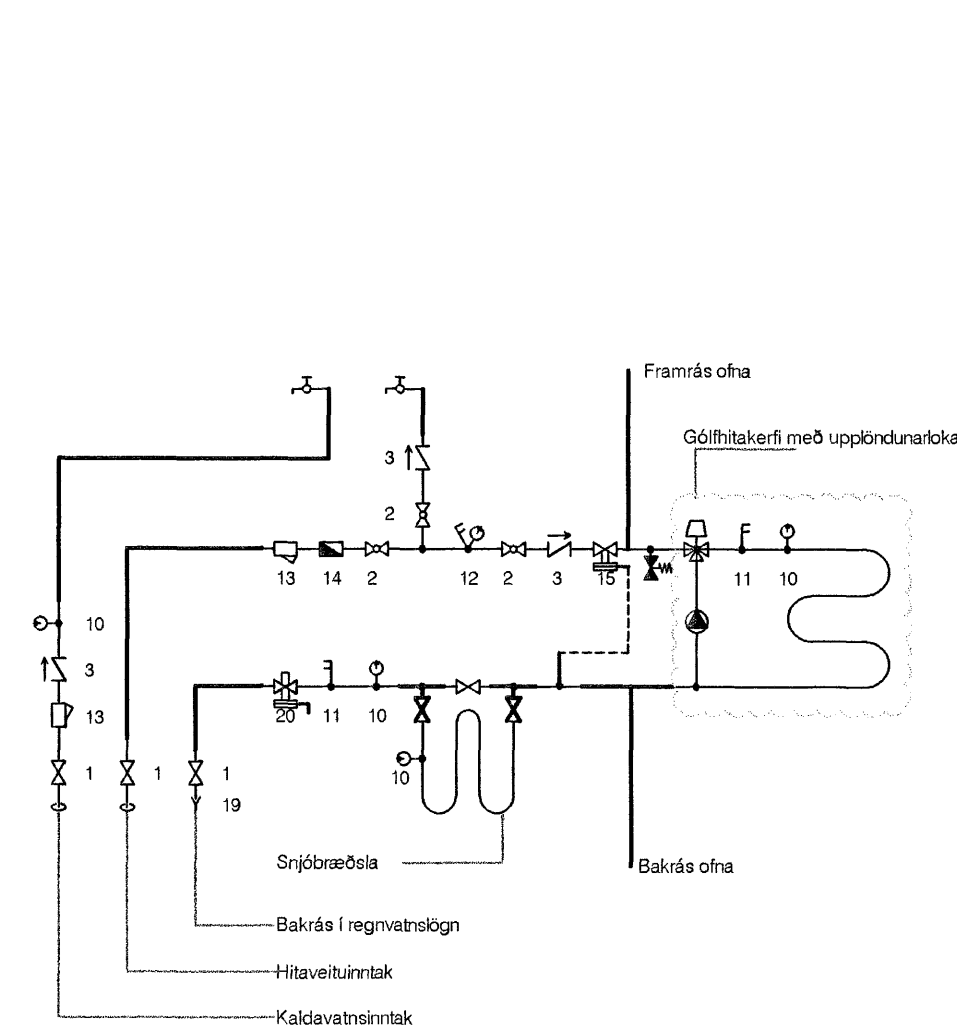 Framrás ofna
Gólfhitakerfi með upplöndunarloka
3
2
13 14 2 12 2 3 15 11 10
10
3
13 20 11 10
1 1 1
10
19
Snjóbræðsla
Bakrás ofna
Bakrás í regnvatnslögn
Hitaveituinntak
Kaldavatnsinntak